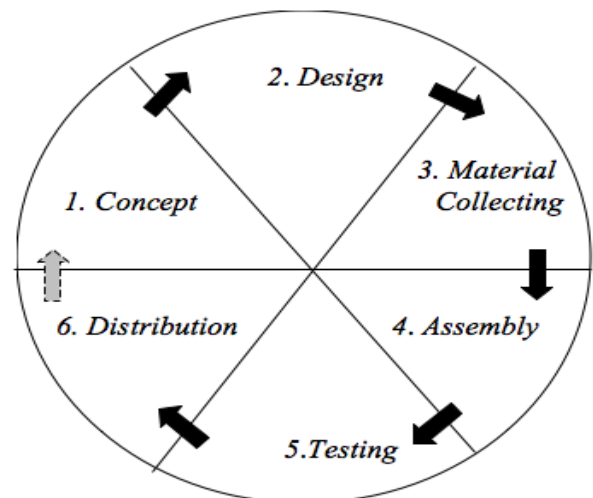 1. Concept
2. Design
3. Material
Collecting
4. Assembly
5.Testing
6. Distribution